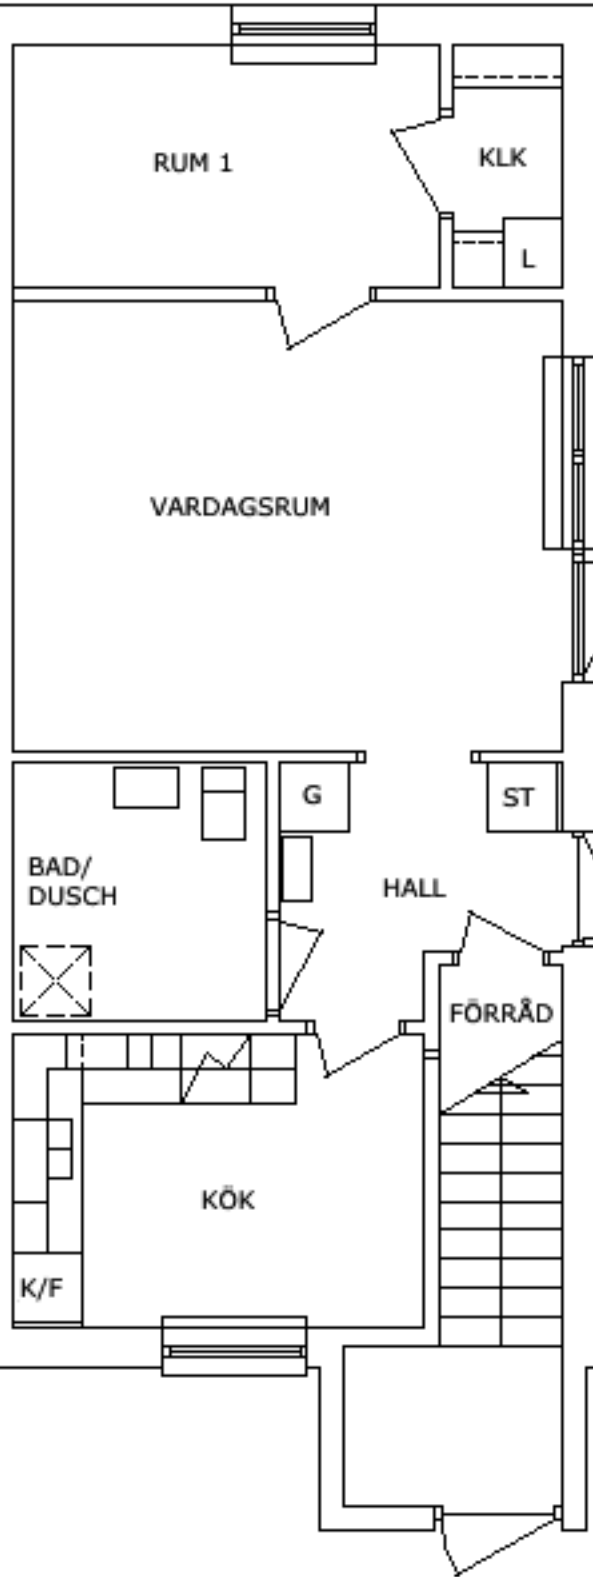 RUM 1
KLK
L
VARDAGSRUM
G
ST
BAD/
DUSCH
HALL
FÖRRÅD
KÖK
K/F